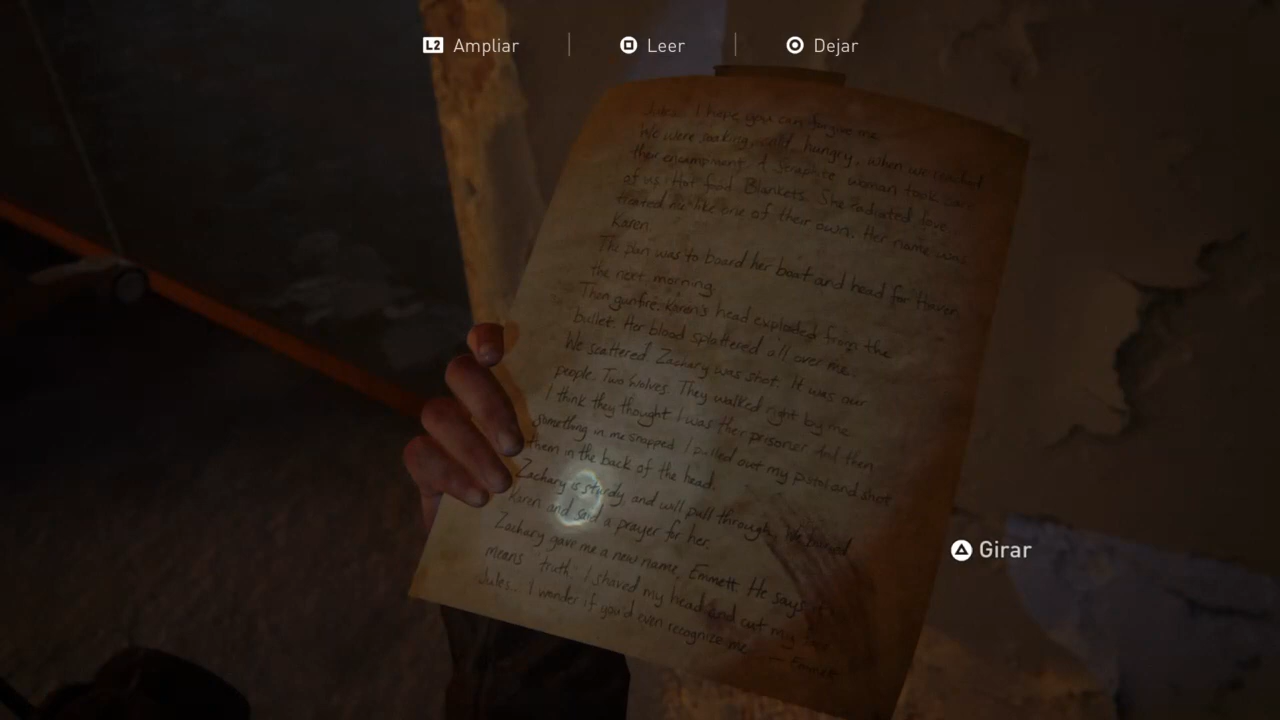 L2 Ampliar
Leer
Dejar
Jules. I hope you can forgive me.
We were soaking wet, hungry, when we reached
their encampment. A Seraphite woman took care
of us. Hot food. Blankets. She radiated love
treated me like one of their own. Her name was
Karen.
The plan was to board her boat and head for Haven
the next morning.
Then gunfire. Karen's head exploded from the
bullet. Her blood splattered all over me.
We scattered. Zachary was shot. It was our
people. Two Wolves. They walked right by me.
I think they thought I was their prisoner. And then
something in me snapped. I pulled out my pistol and shot
them in the back of the head.
Zachary is sturdy, and will pull through. We buried
Karen and said a prayer for her.
Zachary gave me a new name, Emmett. He says it
means "truth." I shaved my head and cut my
Jules... I wonder if you'd even recognize me.
— Emmett
Girar